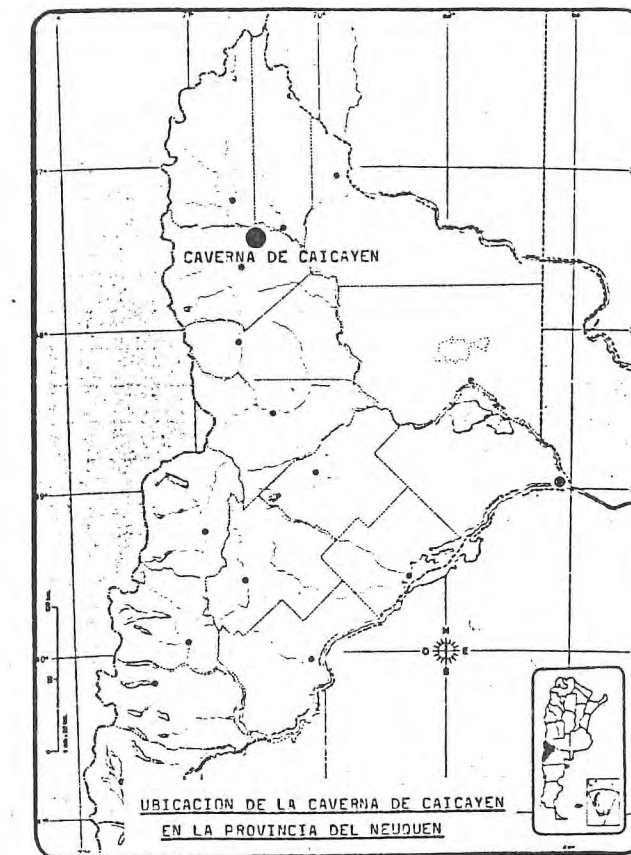 CAVERNA DE CAICAYEN
O E
UBICACION DE LA CAVERNA DE CAICAYEN
EN LA PROVINCIA DEL NEUQUEN